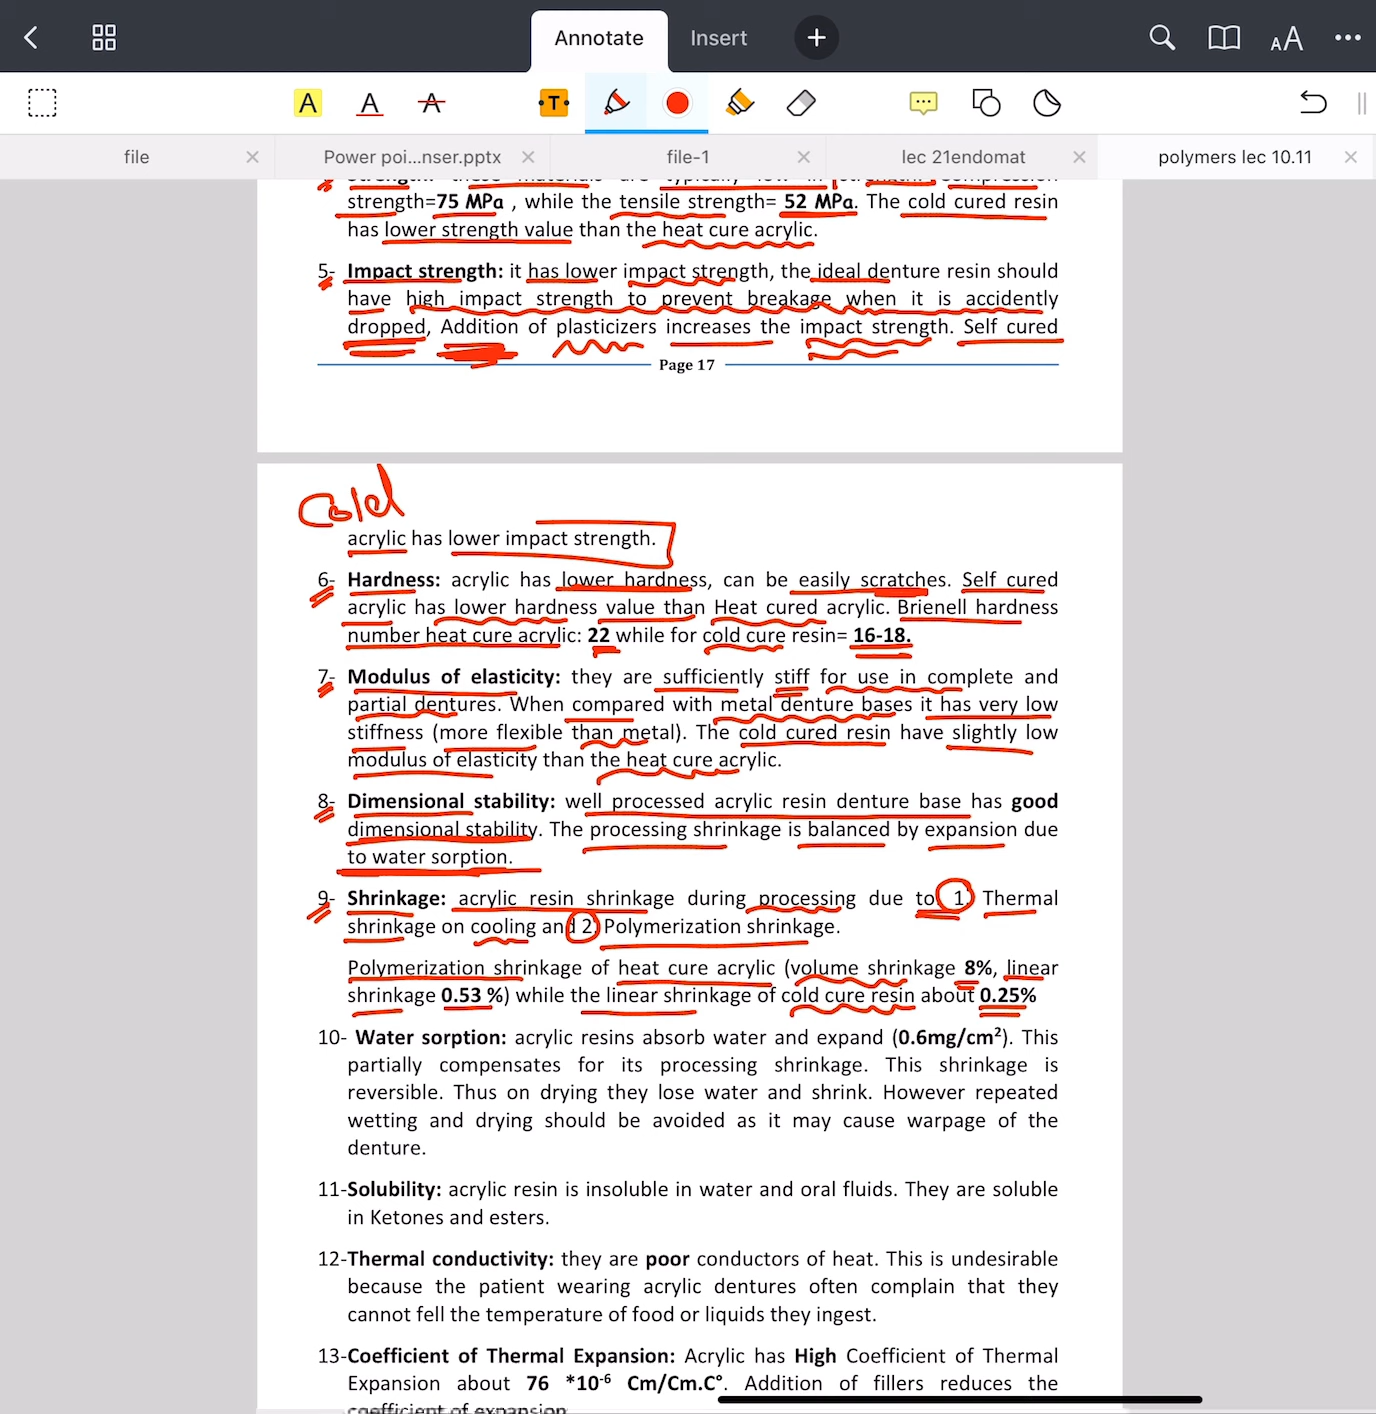 Annotate Insert +
A A A T
file Power poi...nser.pptx file-1 lec 21endomat polymers lec 10.11
strength=75 MPa , while the tensile strength= 52 MPa. The cold cured resin
has lower strength value than the heat cure acrylic.
5- Impact strength: it has lower impact strength, the ideal denture resin should
have high impact strength to prevent breakage when it is accidently
dropped, Addition of plasticizers increases the impact strength. Self cured
Page 17
Cold
acrylic has lower impact strength.
6- Hardness: acrylic has lower hardness, can be easily scratches. Self cured
acrylic has lower hardness value than Heat cured acrylic. Brienell hardness
number heat cure acrylic: 22 while for cold cure resin= 16-18.
7- Modulus of elasticity: they are sufficiently stiff for use in complete and
partial dentures. When compared with metal denture bases it has very low
stiffness (more flexible than metal). The cold cured resin have slightly low
modulus of elasticity than the heat cure acrylic.
8- Dimensional stability: well processed acrylic resin denture base has good
dimensional stability. The processing shrinkage is balanced by expansion due
to water sorption.
9- Shrinkage: acrylic resin shrinkage during processing due to 1. Thermal
shrinkage on cooling and 2. Polymerization shrinkage.
Polymerization shrinkage of heat cure acrylic (volume shrinkage 8%, linear
shrinkage 0.53 %) while the linear shrinkage of cold cure resin about 0.25%
10- Water sorption: acrylic resins absorb water and expand (0.6mg/cm²). This
partially compensates for its processing shrinkage. This shrinkage is
reversible. Thus on drying they lose water and shrink. However repeated
wetting and drying should be avoided as it may cause warpage of the
denture.
11-Solubility: acrylic resin is insoluble in water and oral fluids. They are soluble
in Ketones and esters.
12-Thermal conductivity: they are poor conductors of heat. This is undesirable
because the patient wearing acrylic dentures often complain that they
cannot fell the temperature of food or liquids they ingest.
13-Coefficient of Thermal Expansion: Acrylic has High Coefficient of Thermal
Expansion about 76 *10⁻⁶ Cm/Cm.C°. Addition of fillers reduces the
coefficient of expansion